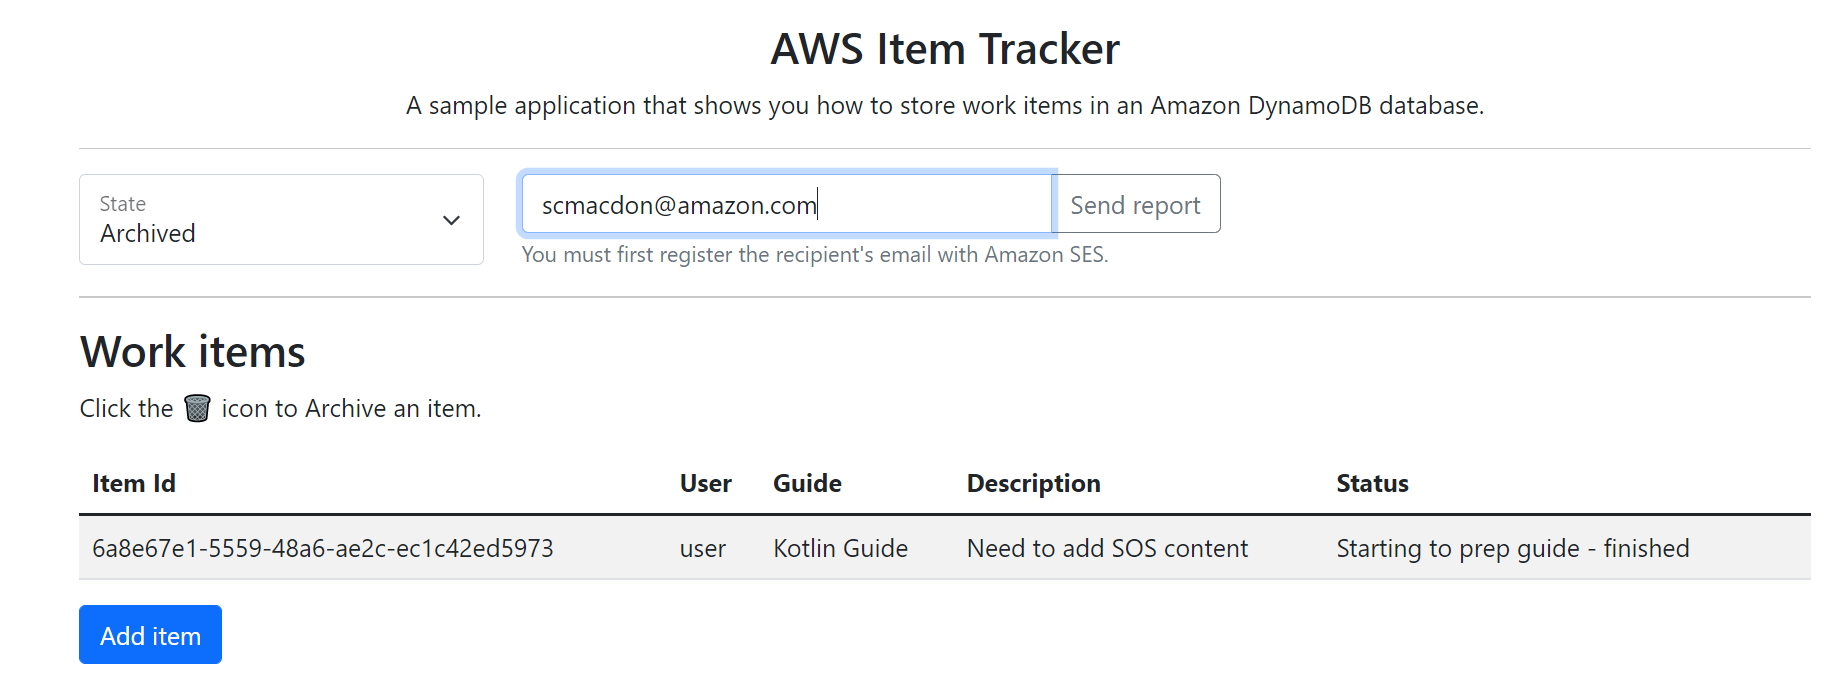 AWS Item Tracker
A sample application that shows you how to store work items in an Amazon DynamoDB database.
State
Archived
scmacdon@amazon.com
Send report
You must first register the recipient's email with Amazon SES.
Work items
Click the 🗑 icon to Archive an item.
Item Id User Guide Description Status
6a8e67e1-5559-48a6-ae2c-ec1c42ed5973 user Kotlin Guide Need to add SOS content Starting to prep guide - finished
Add item